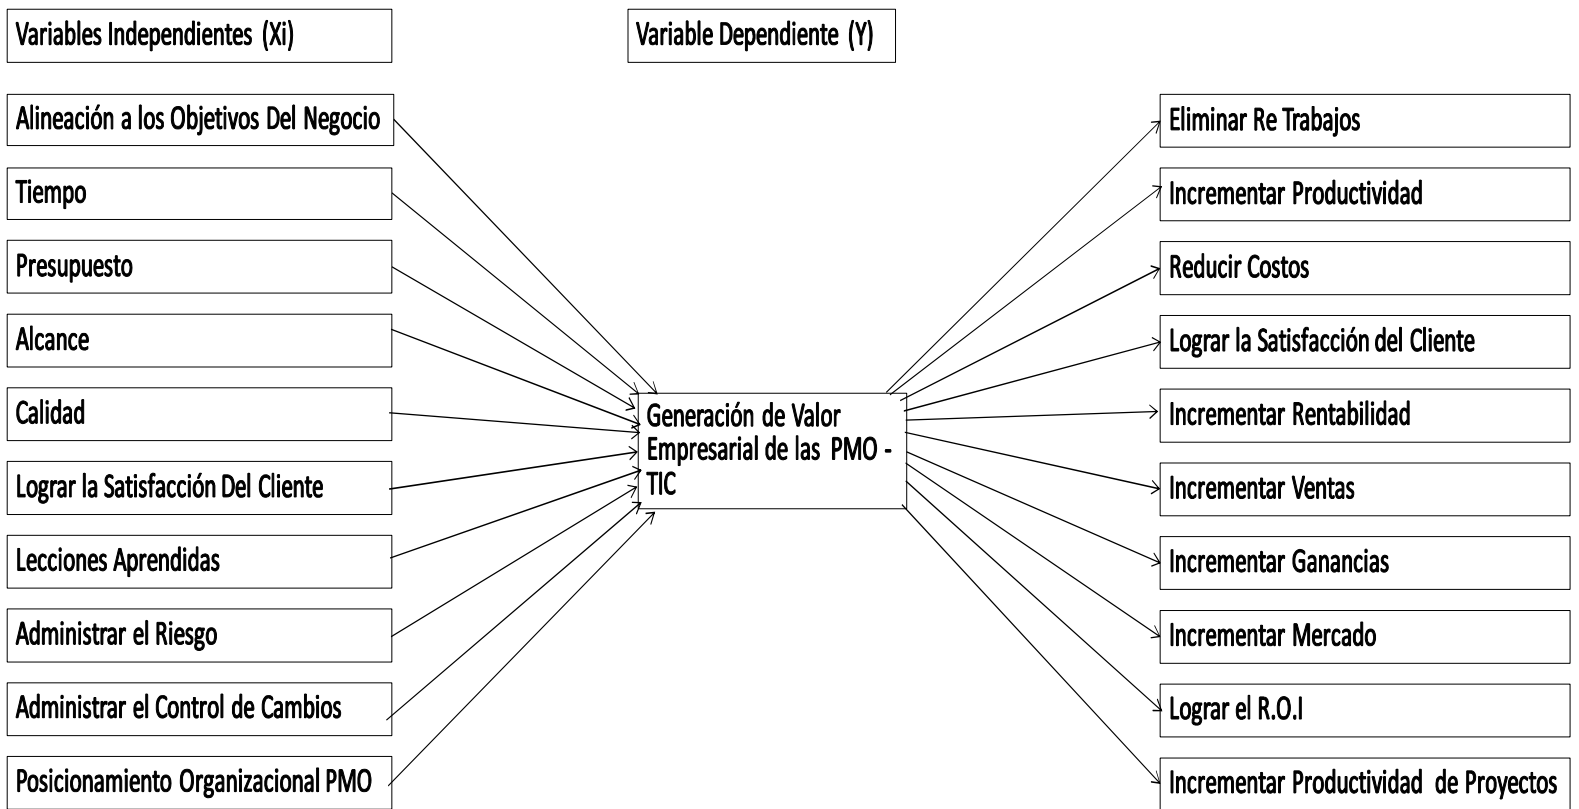 Variables Independientes (Xi)
Variable Dependiente (Y)
Alineación a los Objetivos Del Negocio
Tiempo
Presupuesto
Alcance
Calidad
Lograr la Satisfacción Del Cliente
Lecciones Aprendidas
Administrar el Riesgo
Administrar el Control de Cambios
Posicionamiento Organizacional PMO
Generación de Valor
Empresarial de las PMO -
TIC
Eliminar Re Trabajos
Incrementar Productividad
Reducir Costos
Lograr la Satisfacción del Cliente
Incrementar Rentabilidad
Incrementar Ventas
Incrementar Ganancias
Incrementar Mercado
Lograr el R.O.I
Incrementar Productividad de Proyectos